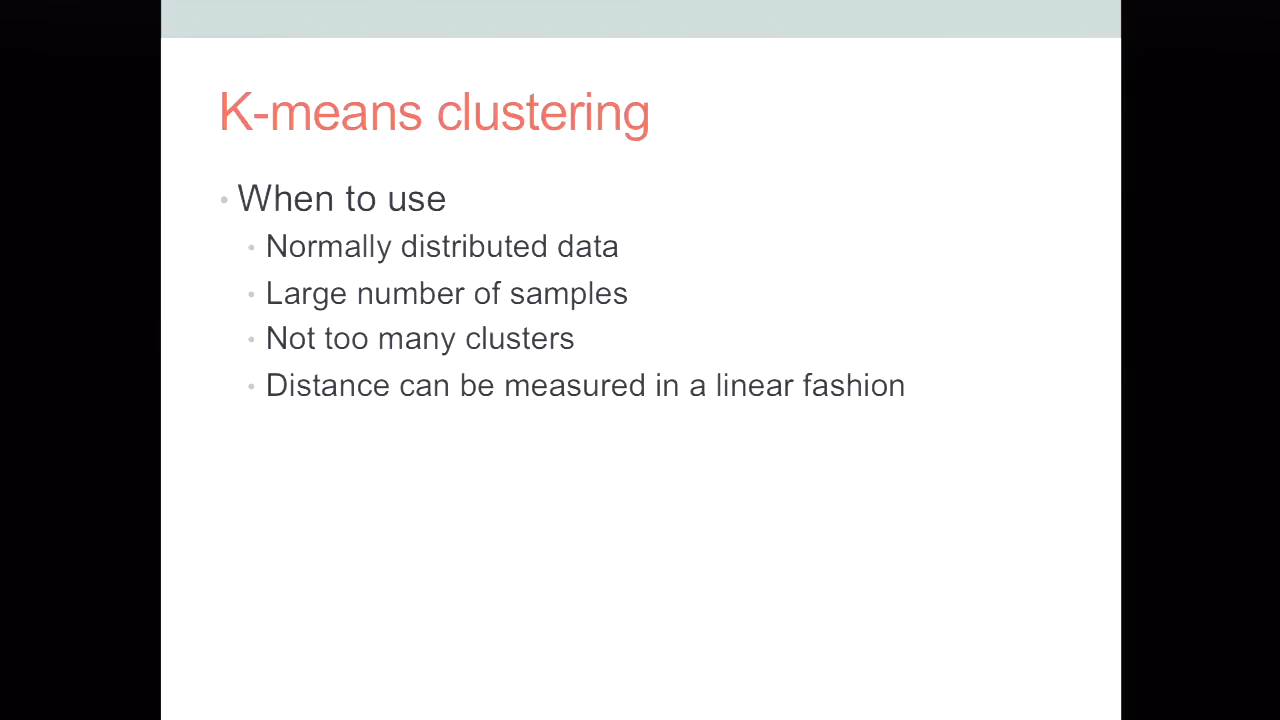 K-means clustering
• When to use
• Normally distributed data
• Large number of samples
• Not too many clusters
• Distance can be measured in a linear fashion